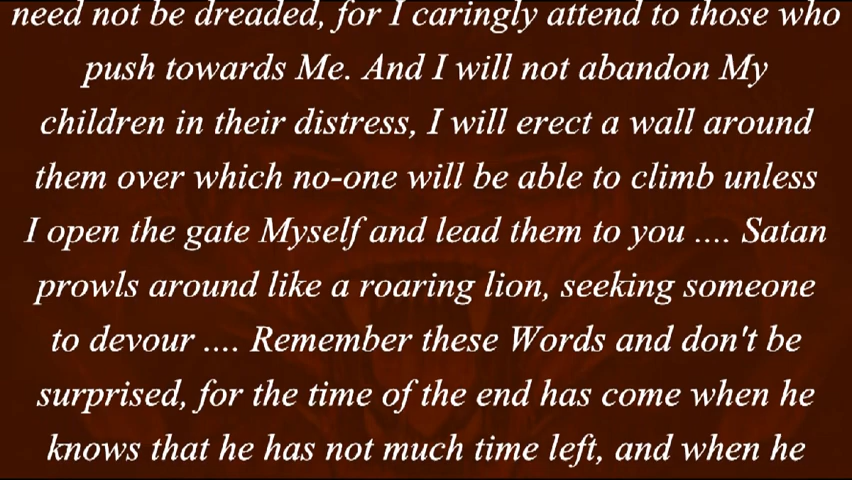 need not be dreaded, for I caringly attend to those who
push towards Me. And I will not abandon My
children in their distress, I will erect a wall around
them over which no-one will be able to climb unless
I open the gate Myself and lead them to you .... Satan
prowls around like a roaring lion, seeking someone
to devour .... Remember these Words and don't be
surprised, for the time of the end has come when he
knows that he has not much time left, and when he